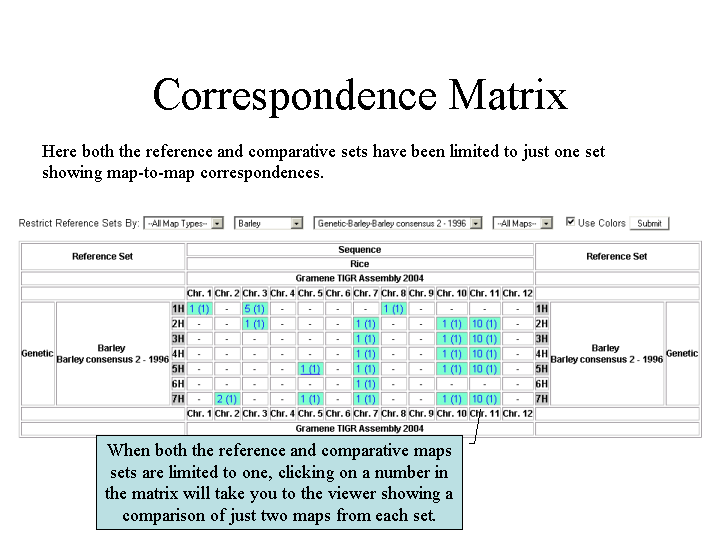 Correspondence Matrix
Here both the reference and comparative sets have been limited to just one set
showing map-to-map correspondences.
Restrict Reference Sets By: --All Map Types-- Barley Genetic-Barley-Barley consensus 2 - 1996 --All Maps-- Use Colors Submit
Reference Set Sequence Reference Set
Rice
Gramene TIGR Assembly 2004
Chr. 1 Chr. 2 Chr. 3 Chr. 4 Chr. 5 Chr. 6 Chr. 7 Chr. 8 Chr. 9 Chr. 10 Chr. 11 Chr. 12
1H 1 (1) - 5 (1) - - - - 1 (1) - - - - 1H
2H - - 1 (1) - - - 1 (1) - - 1 (1) 10 (1) - 2H
3H - - - - - - 1 (1) - - 1 (1) 10 (1) - 3H
Genetic Barley Barley consensus 2 - 1996 4H - - - - - - 1 (1) - - 1 (1) 10 (1) - 4H Barley Barley consensus 2 - 1996 Genetic
5H - - - - 1 (1) - 1 (1) - - 1 (1) 10 (1) - 5H
6H - - - - - - 1 (1) - - - - - 6H
7H - 2 (1) - - 1 (1) - 1 (1) - - 1 (1) 10 (1) - 7H
Chr. 1 Chr. 2 Chr. 3 Chr. 4 Chr. 5 Chr. 6 Chr. 7 Chr. 8 Chr. 9 Chr. 10 Chr. 11 Chr. 12
Gramene TIGR Assembly 2004
When both the reference and comparative maps
sets are limited to one, clicking on a number in
the matrix will take you to the viewer showing a
comparison of just two maps from each set.